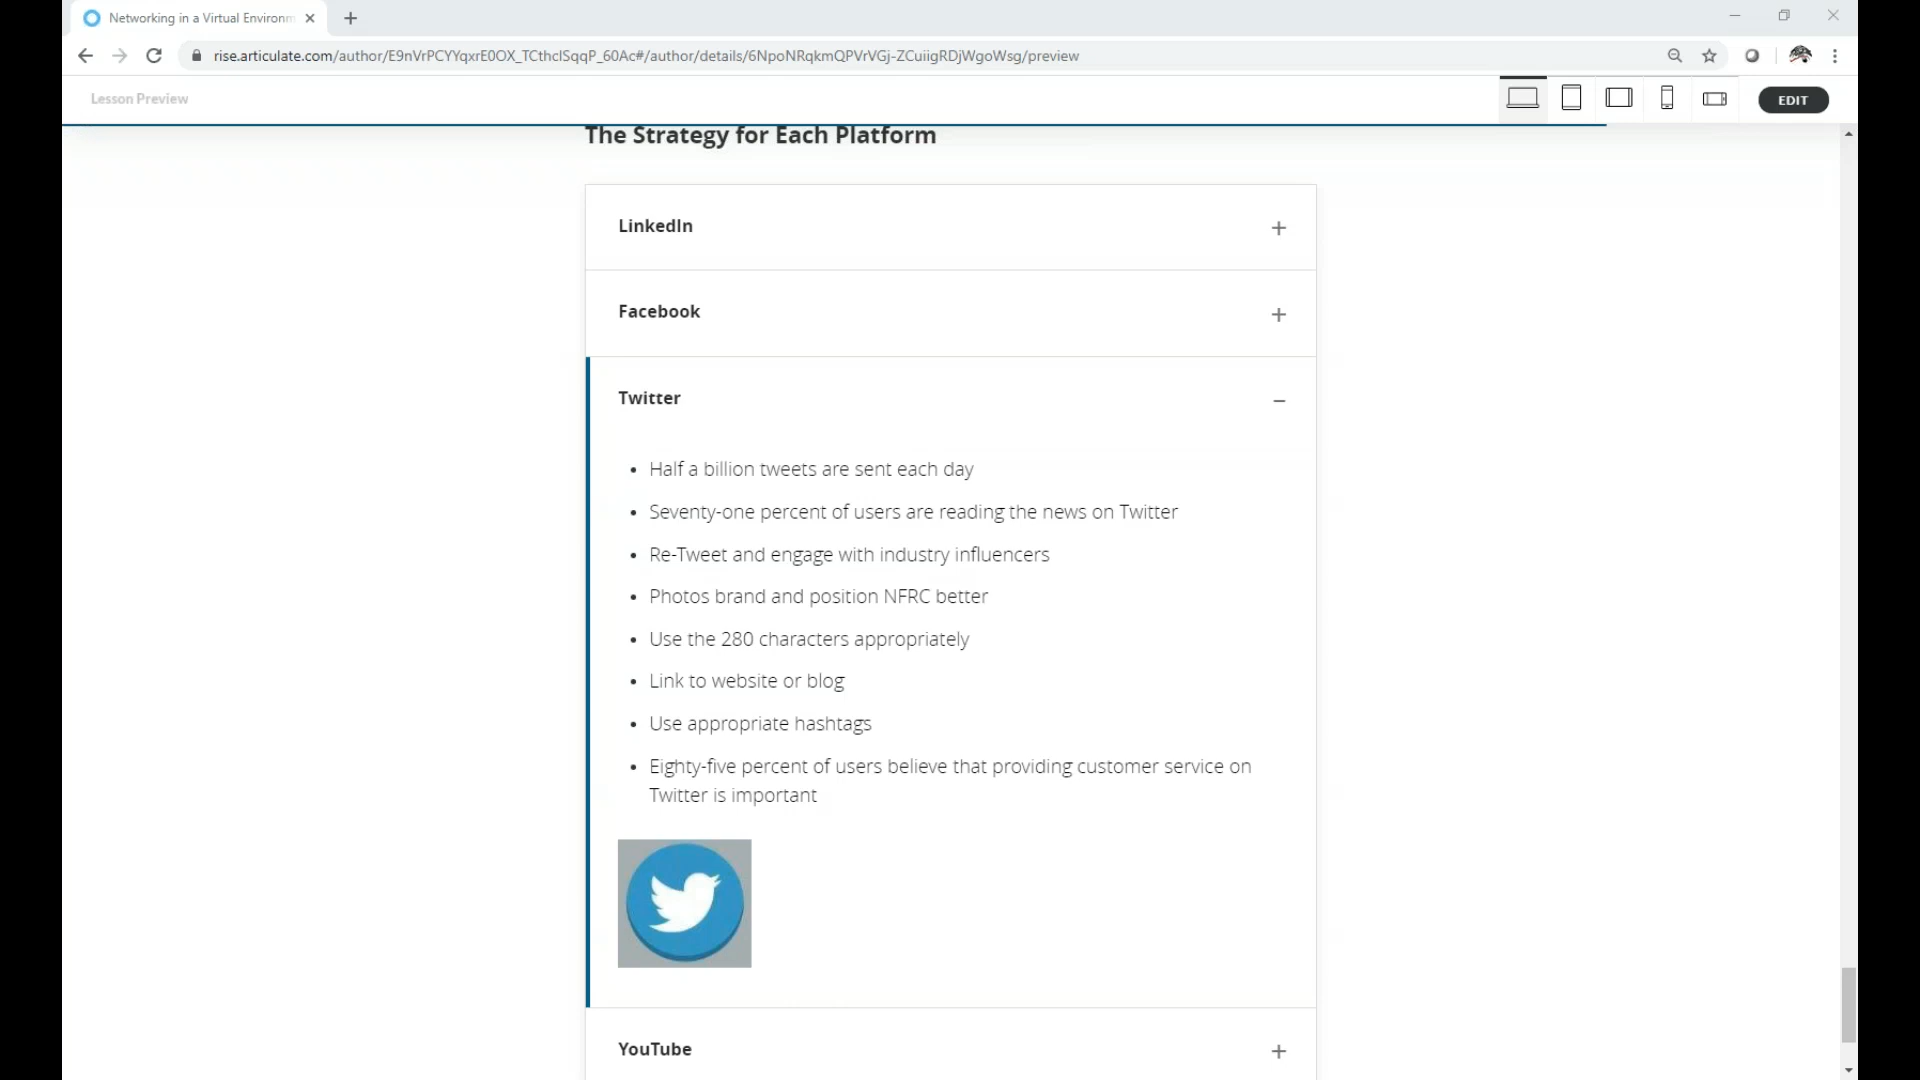 Networking in a Virtual Environm
rise.articulate.com/author/E9nVrPCYYqxrE0OX_TCthclSqqP_60Ac#/author/details/6NpoNRqkmQPVrVGj-ZCuiigRDjWgoWsg/preview
Lesson Preview
EDIT
The Strategy for Each Platform
LinkedIn
Facebook
Twitter
• Half a billion tweets are sent each day
• Seventy-one percent of users are reading the news on Twitter
• Re-Tweet and engage with industry influencers
• Photos brand and position NFRC better
• Use the 280 characters appropriately
• Link to website or blog
• Use appropriate hashtags
• Eighty-five percent of users believe that providing customer service on
Twitter is important
YouTube